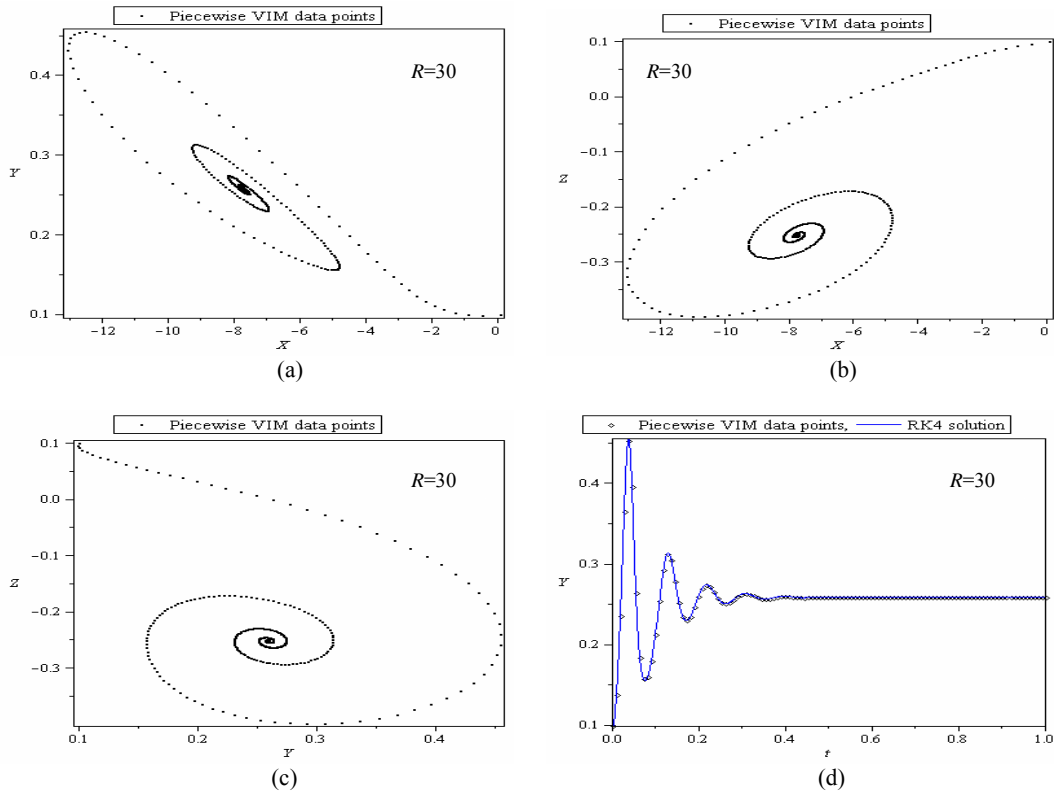 Piecewise VIM data points
R=30
Y
0.4
0.3
0.2
0.1
−12
−10
−8
−6
−4
−2
0
X
(a)
Piecewise VIM data points
R=30
Z
0.1
0.0
−0.1
−0.3
−12
−10
−8
−6
−4
−2
0
X
(b)
Piecewise VIM data points
R=30
Z
0.1
0.0
−0.1
−0.2
−0.3
0.1
0.2
0.3
0.4
Y
(c)
Piecewise VIM data points, RK4 solution
R=30
Y
0.4
0.3
0.2
0.1
0.0
0.2
0.4
0.6
0.8
1.0
t
(d)